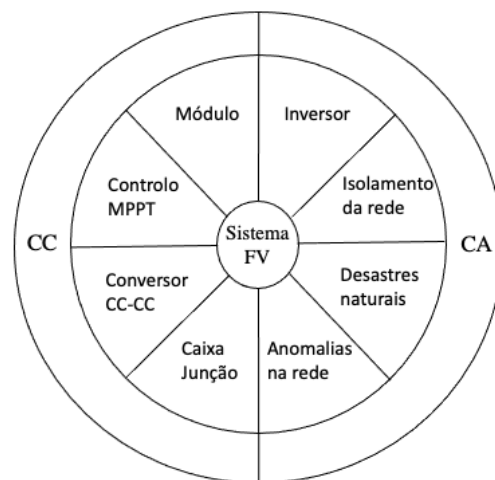 Módulo
Inversor
Controlo
MPPT
Isolamento
da rede
CC
Sistema
FV
CA
Conversor
CC-CC
Desastres
naturais
Caixa
Junção
Anomalias
na rede